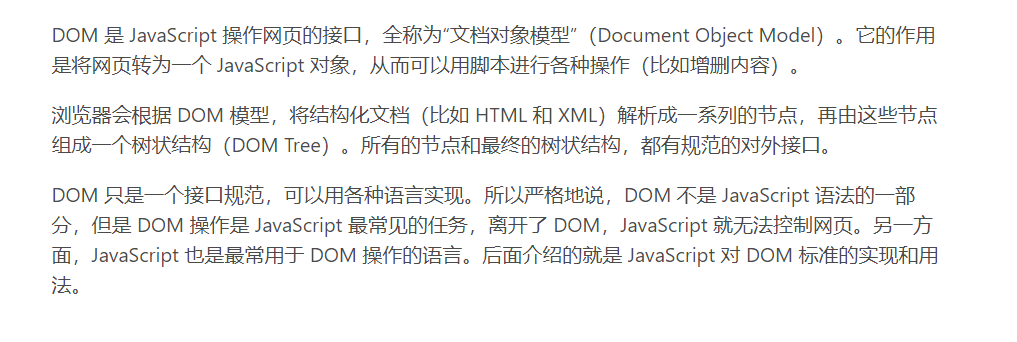 DOM 是 JavaScript 操作网页的接口，全称为“文档对象模型”（Document Object Model）。它的作用
是将网页转为一个 JavaScript 对象，从而可以用脚本进行各种操作（比如增删内容）。
浏览器会根据 DOM 模型，将结构化文档（比如 HTML 和 XML）解析成一系列的节点，再由这些节点
组成一个树状结构（DOM Tree）。所有的节点和最终的树状结构，都有规范的对外接口。
DOM 只是一个接口规范，可以用各种语言实现。所以严格地说，DOM 不是 JavaScript 语法的一部
分，但是 DOM 操作是 JavaScript 最常见的任务，离开了 DOM，JavaScript 就无法控制网页。另一方
面，JavaScript 也是最常用于 DOM 操作的语言。后面介绍的就是 JavaScript 对 DOM 标准的实现和用
法。